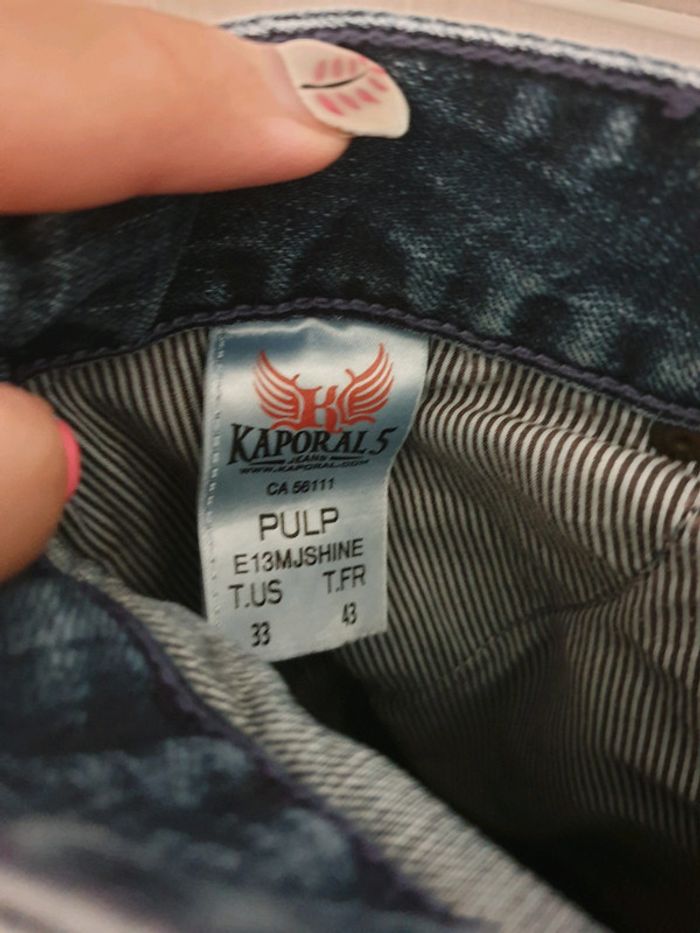 K
KAPORAL 5
JEANS
WWW.KAPORAL.COM
CA 56111
PULP
E13MJSHINE
T.US T.FR
33 43